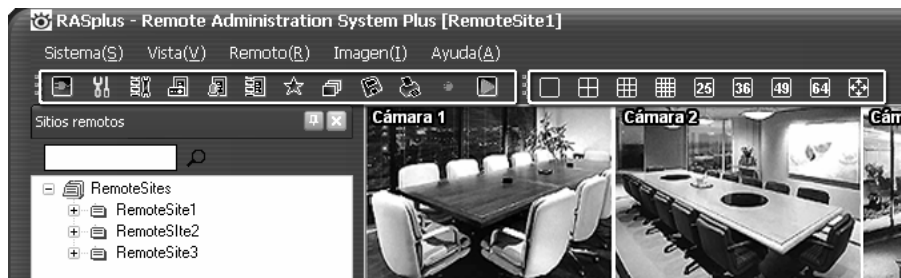 RASplus - Remote Administration System Plus [RemoteSite1]
Sistema(S) Vista(V) Remoto(R) Imagen(I) Ayuda(A)
25 36 49 64
Sitios remotos
Cámara 1 Cámara 2 Cám
RemoteSites
RemoteSite1
RemoteSIte2
RemoteSite3